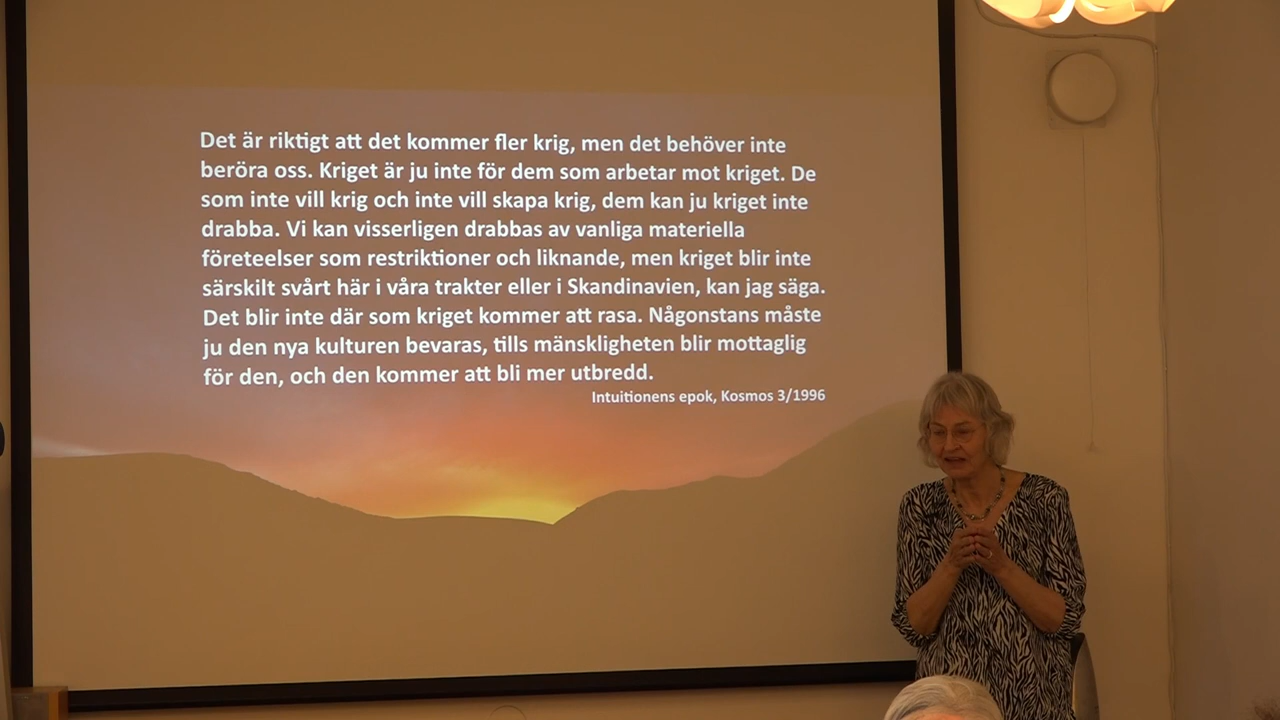 Det är riktigt att det kommer fler krig, men det behöver inte
beröra oss. Kriget är ju inte för dem som arbetar mot kriget. De
som inte vill krig och inte vill skapa krig, dem kan ju kriget inte
drabba. Vi kan visserligen drabbas av vanliga materiella
företeelser som restriktioner och liknande, men kriget blir inte
särskilt svårt här i våra trakter eller i Skandinavien, kan jag säga.
Det blir inte där som kriget kommer att rasa. Någonstans måste
ju den nya kulturen bevaras, tills mänskligheten blir mottaglig
för den, och den kommer att bli mer utbredd.
Intuitionens epok, Kosmos 3/1996